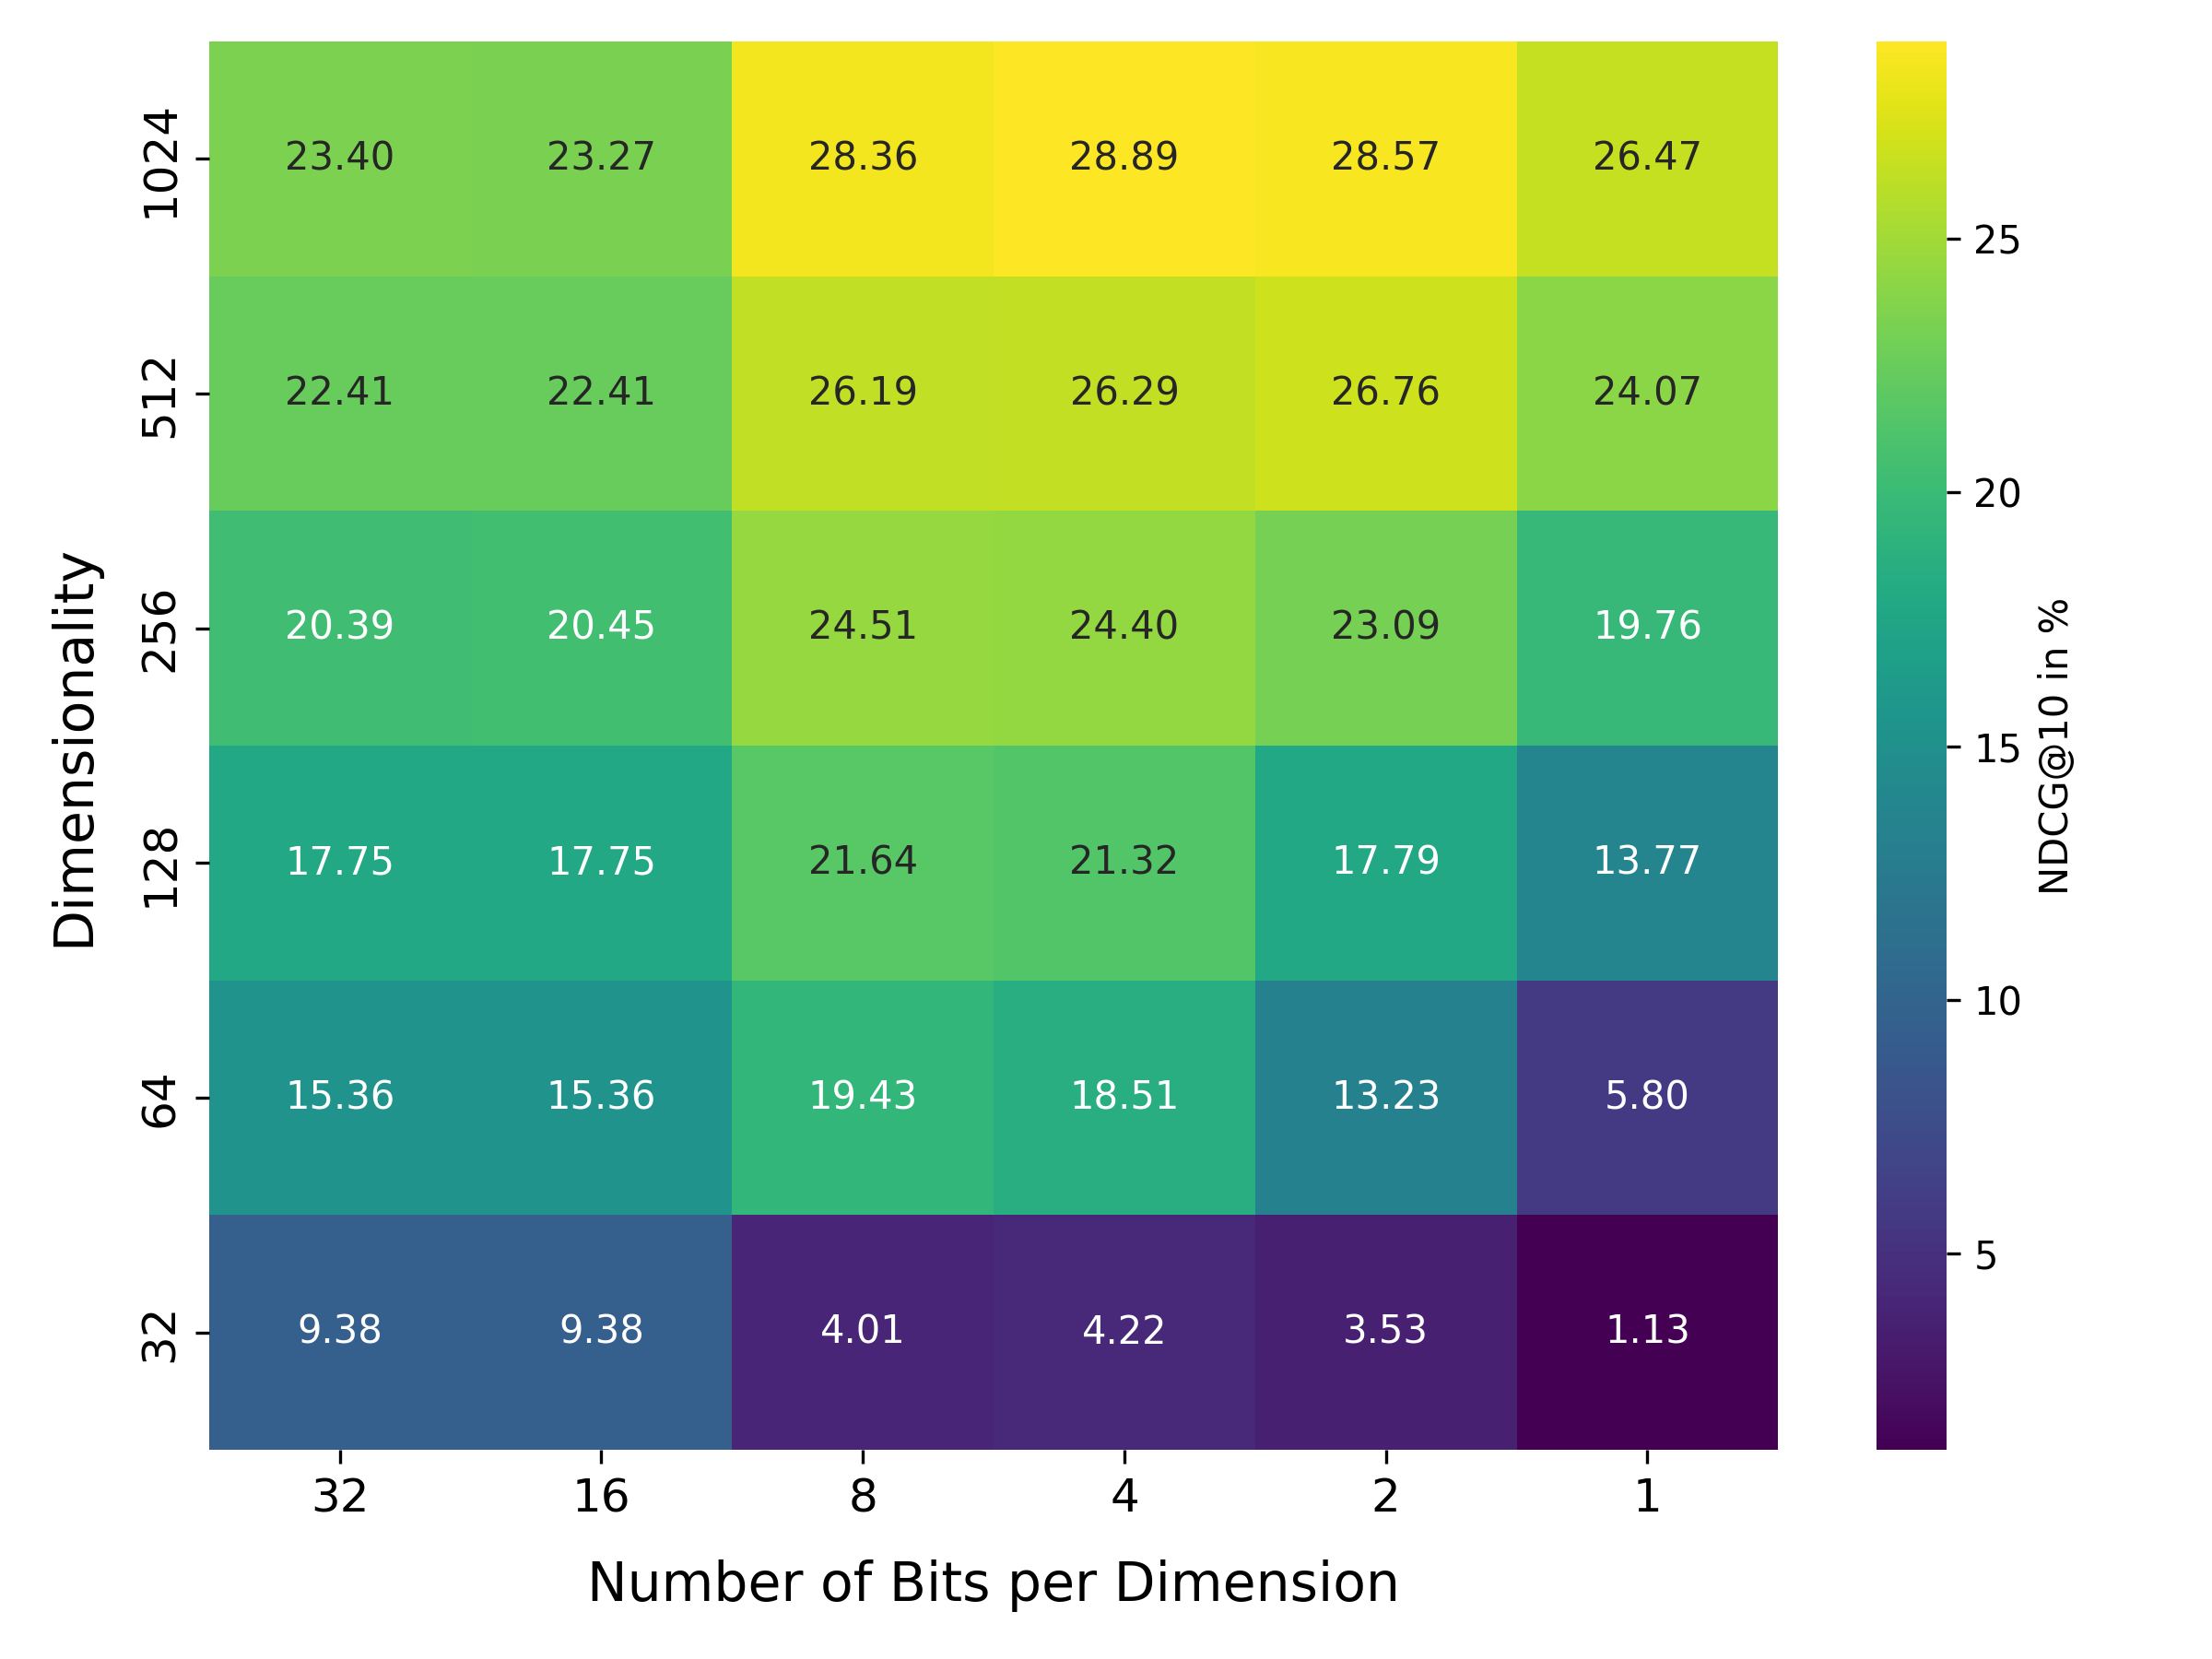 1024 23.40 23.27 28.36 28.89 28.57 26.47
512 22.41 22.41 26.19 26.29 26.76 24.07
256 20.39 20.45 24.51 24.40 23.09 19.76
128 17.75 17.75 21.64 21.32 17.79 13.77
64 15.36 15.36 19.43 18.51 13.23 5.80
32 9.38 9.38 4.01 4.22 3.53 1.13
32 16 8 4 2 1
Number of Bits per Dimension
Dimensionality
25
20
15
10
5
NDCG@10 in %